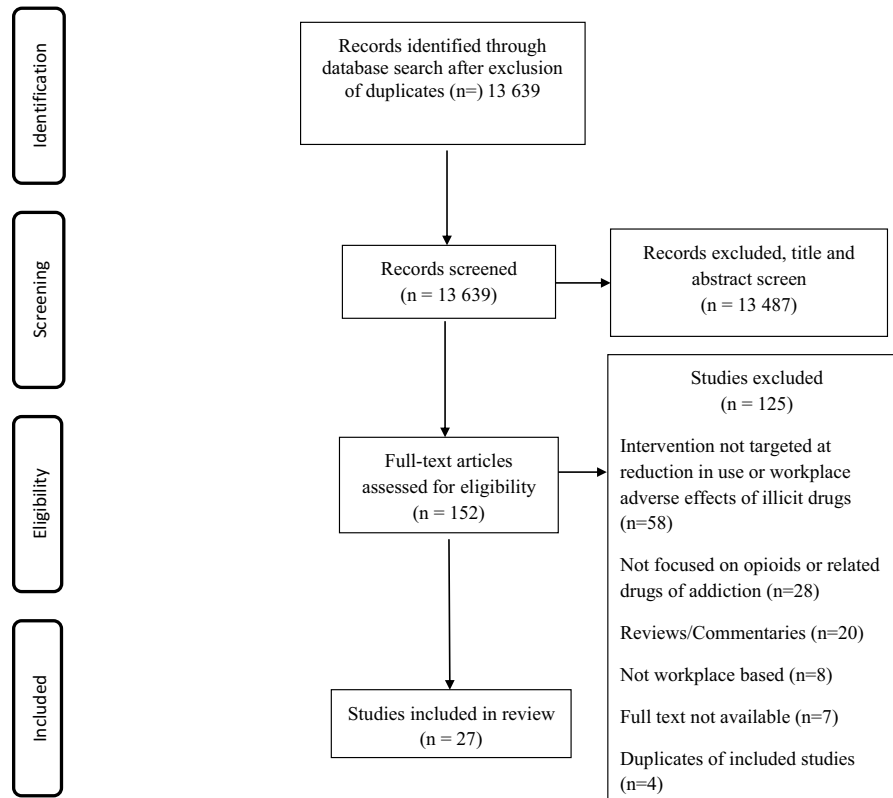 Identification
Records identified through
database search after exclusion
of duplicates (n=) 13 639
Screening
Records screened
(n = 13 639)
Records excluded, title and
abstract screen
(n = 13 487)
Eligibility
Full-text articles
assessed for eligibility
(n = 152)
Studies excluded
(n = 125)
Intervention not targeted at
reduction in use or workplace
adverse effects of illicit drugs
(n=58)
Not focused on opioids or related
drugs of addiction (n=28)
Reviews/Commentaries (n=20)
Not workplace based (n=8)
Full text not available (n=7)
Duplicates of included studies
(n=4)
Included
Studies included in review
(n = 27)